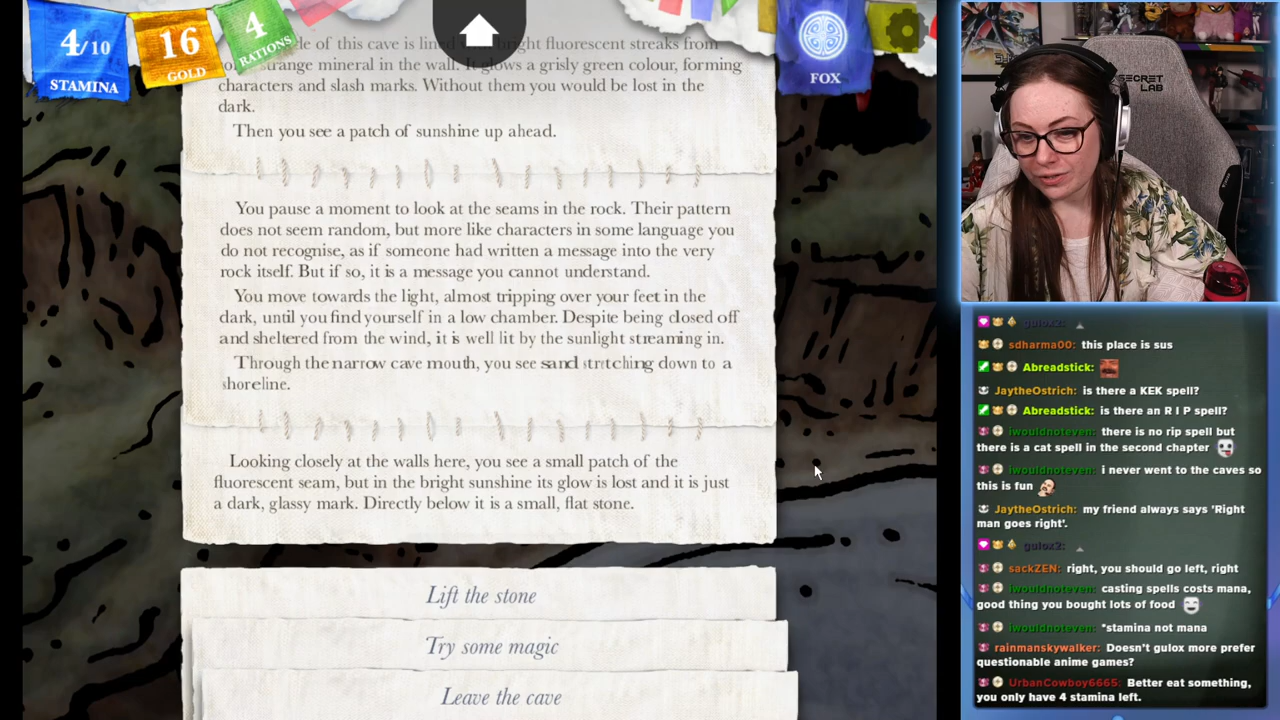 4/10
STAMINA
16
GOLD
4
RATIONS
FOX
SECRET
LAB
de of this cave is lined bright fluorescent streaks from
strange mineral in the wall. It glows a grisly green colour, forming
characters and slash marks. Without them you would be lost in the
dark.
Then you see a patch of sunshine up ahead.
You pause a moment to look at the seams in the rock. Their pattern
does not seem random, but more like characters in some language you
do not recognise, as if someone had written a message into the very
rock itself. But if so, it is a message you cannot understand.
You move towards the light, almost tripping over your feet in the
dark, until you find yourself in a low chamber. Despite being closed off
and sheltered from the wind, it is well lit by the sunlight streaming in.
Through the narrow cave mouth, you see sand stretching down to a
shoreline.
Looking closely at the walls here, you see a small patch of the
fluorescent seam, but in the bright sunshine its glow is lost and it is just
a dark, glassy mark. Directly below it is a small, flat stone.
Lift the stone
Try some magic
Leave the cave
gulox2:
sdharma00: this place is sus
Abreadstick:
JaytheOstrich: is there a KEK spell?
Abreadstick: is there an R I P spell?
iwouldnoteven: there is no rip spell but
there is a cat spell in the second chapter
iwouldnoteven: i never went to the caves so
this is fun
JaytheOstrich: my friend always says 'Right
man goes right'.
gulox2:
sackZEN: right, you should go left, right
iwouldnoteven: casting spells costs mana,
good thing you bought lots of food
iwouldnoteven: *stamina not mana
rainmanskywalker: Doesn't gulox more prefer
questionable anime games?
UrbanCowboy6665: Better eat something,
you only have 4 stamina left.